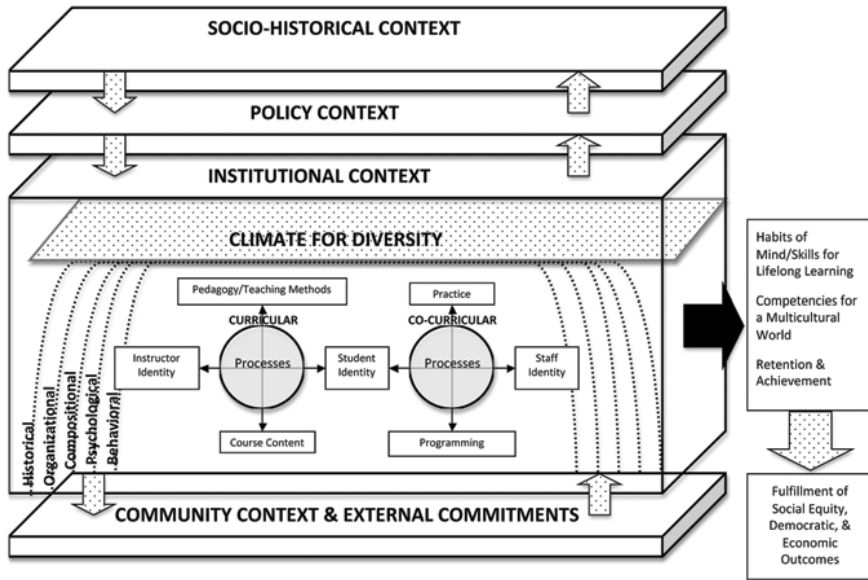 SOCIO-HISTORICAL CONTEXT
POLICY CONTEXT
INSTITUTIONAL CONTEXT
CLIMATE FOR DIVERSITY
Pedagogy/Teaching Methods
Practice
CURRICULAR
CO-CURRICULAR
Instructor
Identity
Processes
Student
Identity
Processes
Staff
Identity
Course Content
Programming
Historical
Organizational
Compositional
Psychological
Behavioral
COMMUNITY CONTEXT & EXTERNAL COMMITMENTS
Habits of
Mind/Skills for
Lifelong Learning
Competencies for
a Multicultural
World
Retention &
Achievement
Fulfillment of
Social Equity,
Democratic, &
Economic
Outcomes